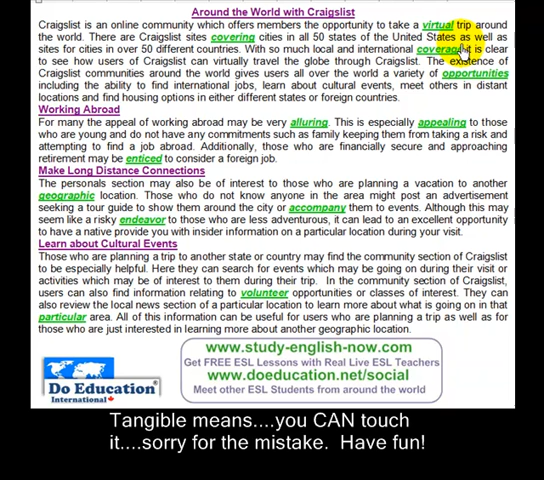 Around the World with Craigslist
Craigslist is an online community which offers members the opportunity to take a virtual trip around
the world. There are Craigslist sites covering cities in all 50 states of the United States as well as
sites for cities in over 50 different countries. With so much local and international coverage it is clear
to see how users of Craigslist can virtually travel the globe through Craigslist. The existence of
Craigslist communities around the world gives users all over the world a variety of opportunities
including the ability to find international jobs, learn about cultural events, meet others in distant
locations and find housing options in either different states or foreign countries.
Working Abroad
For many the appeal of working abroad may be very alluring. This is especially appealing to those
who are young and do not have any commitments such as family keeping them from taking a risk and
attempting to find a job abroad. Additionally, those who are financially secure and approaching
retirement may be enticed to consider a foreign job.
Make Long Distance Connections
The personals section may also be of interest to those who are planning a vacation to another
geographic location. Those who do not know anyone in the area might post an advertisement
seeking a tour guide to show them around the city or accompany them to events. Although this may
seem like a risky endeavor to those who are less adventurous, it can lead to an excellent opportunity
to have a native provide you with insider information on a particular location during your visit.
Learn about Cultural Events
Those who are planning a trip to another state or country may find the community section of Craigslist
to be especially helpful. Here they can search for events which may be going on during their visit or
activities which may be of interest to them during their trip. In the community section of Craigslist,
users can also find information relating to volunteer opportunities or classes of interest. They can
also review the local news section of a particular location to learn more about what is going on in that
particular area. All of this information can be useful for users who are planning a trip as well as for
those who are just interested in learning more about another geographic location.
Do Education
International
www.study-english-now.com
Get FREE ESL Lessons with Real Live ESL Teachers
www.doeducation.net/social
Meet other ESL Students from around the world
Tangible means....you CAN touch
it....sorry for the mistake. Have fun!